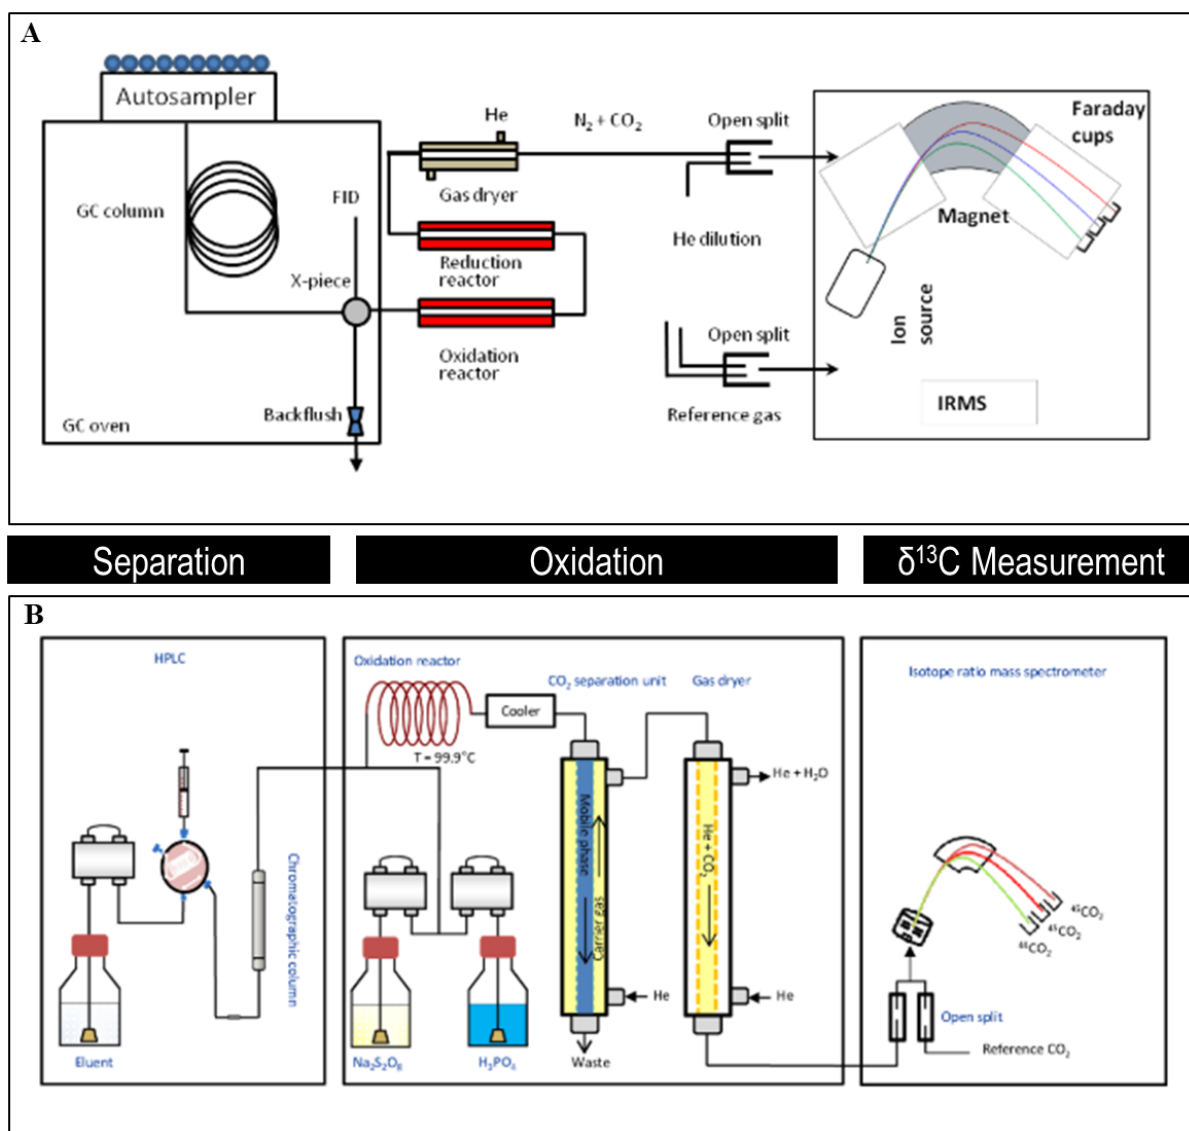 A
Autosampler
He
N₂ + CO₂
Open split
Faraday
cups
GC column
FID
Gas dryer
Magnet
He dilution
X-piece
Reduction
reactor
Ion
source
Open split
Oxidation
reactor
IRMS
Backflush
Reference gas
GC oven
Separation
Oxidation
δ¹³C Measurement
B
HPLC
Oxidation reactor
CO₂ separation unit
Gas dryer
Isotope ratio mass spectrometer
Cooler
T = 99.9°C
He + H₂O
Mobile phase
Carrier gas
He + CO₂
Chromatographic column
⁴⁵CO₂
⁴⁴CO₂
He
He
Open split
Reference CO₂
Eluent
Na₂S₂O₈
H₃PO₄
Waste